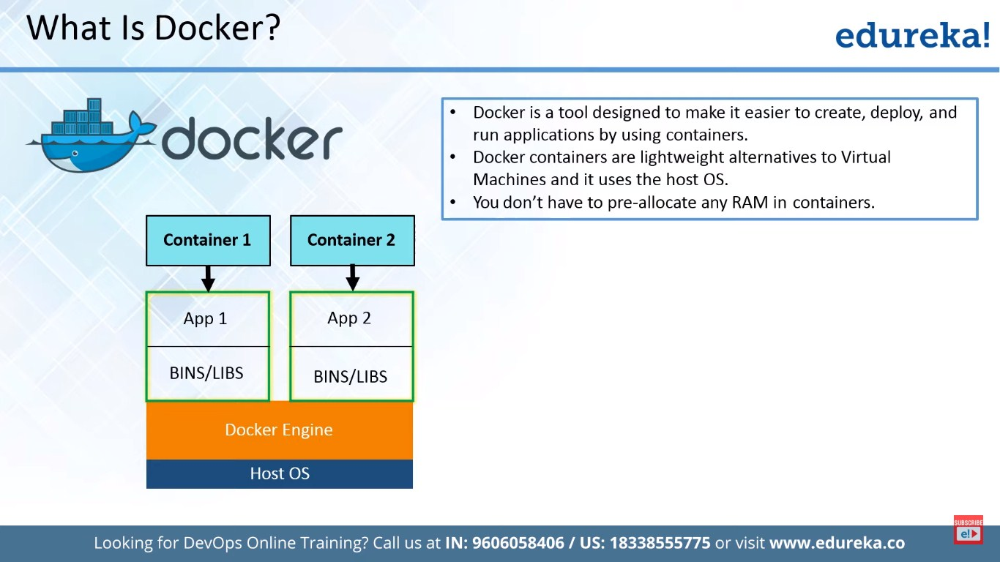 What Is Docker?
edureka!
docker
• Docker is a tool designed to make it easier to create, deploy, and
run applications by using containers.
• Docker containers are lightweight alternatives to Virtual
Machines and it uses the host OS.
• You don’t have to pre-allocate any RAM in containers.
Container 1
Container 2
App 1
App 2
BINS/LIBS
BINS/LIBS
Docker Engine
Host OS
SUBSCRIBE
e!
Looking for DevOps Online Training? Call us at IN: 9606058406 / US: 18338555775 or visit www.edureka.co